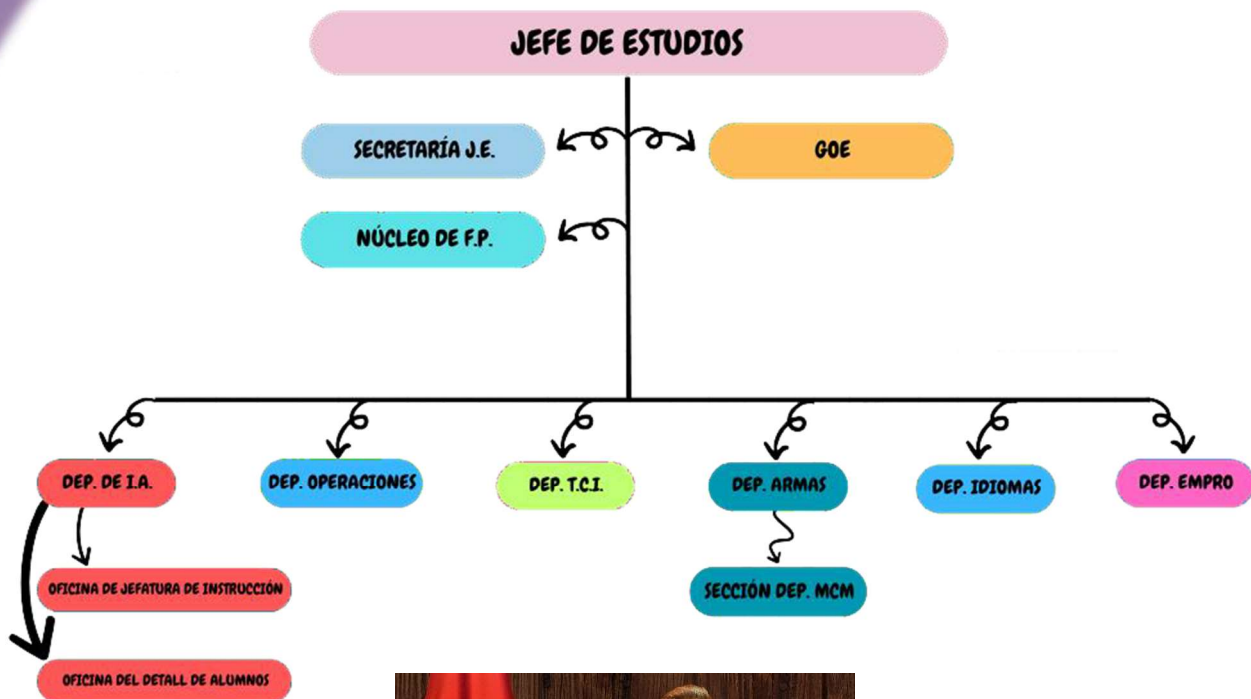 JEFE DE ESTUDIOS
SECRETARÍA J.E.
GOE
NÚCLEO DE F.P.
DEP. DE I.A.
DEP. OPERACIONES
DEP. T.C.I.
DEP. ARMAS
DEP. IDIOMAS
DEP. EMPRO
OFICINA DE JEFATURA DE INSTRUCCIÓN
SECCIÓN DEP. MCM
OFICINA DEL DETALL DE ALUMNOS